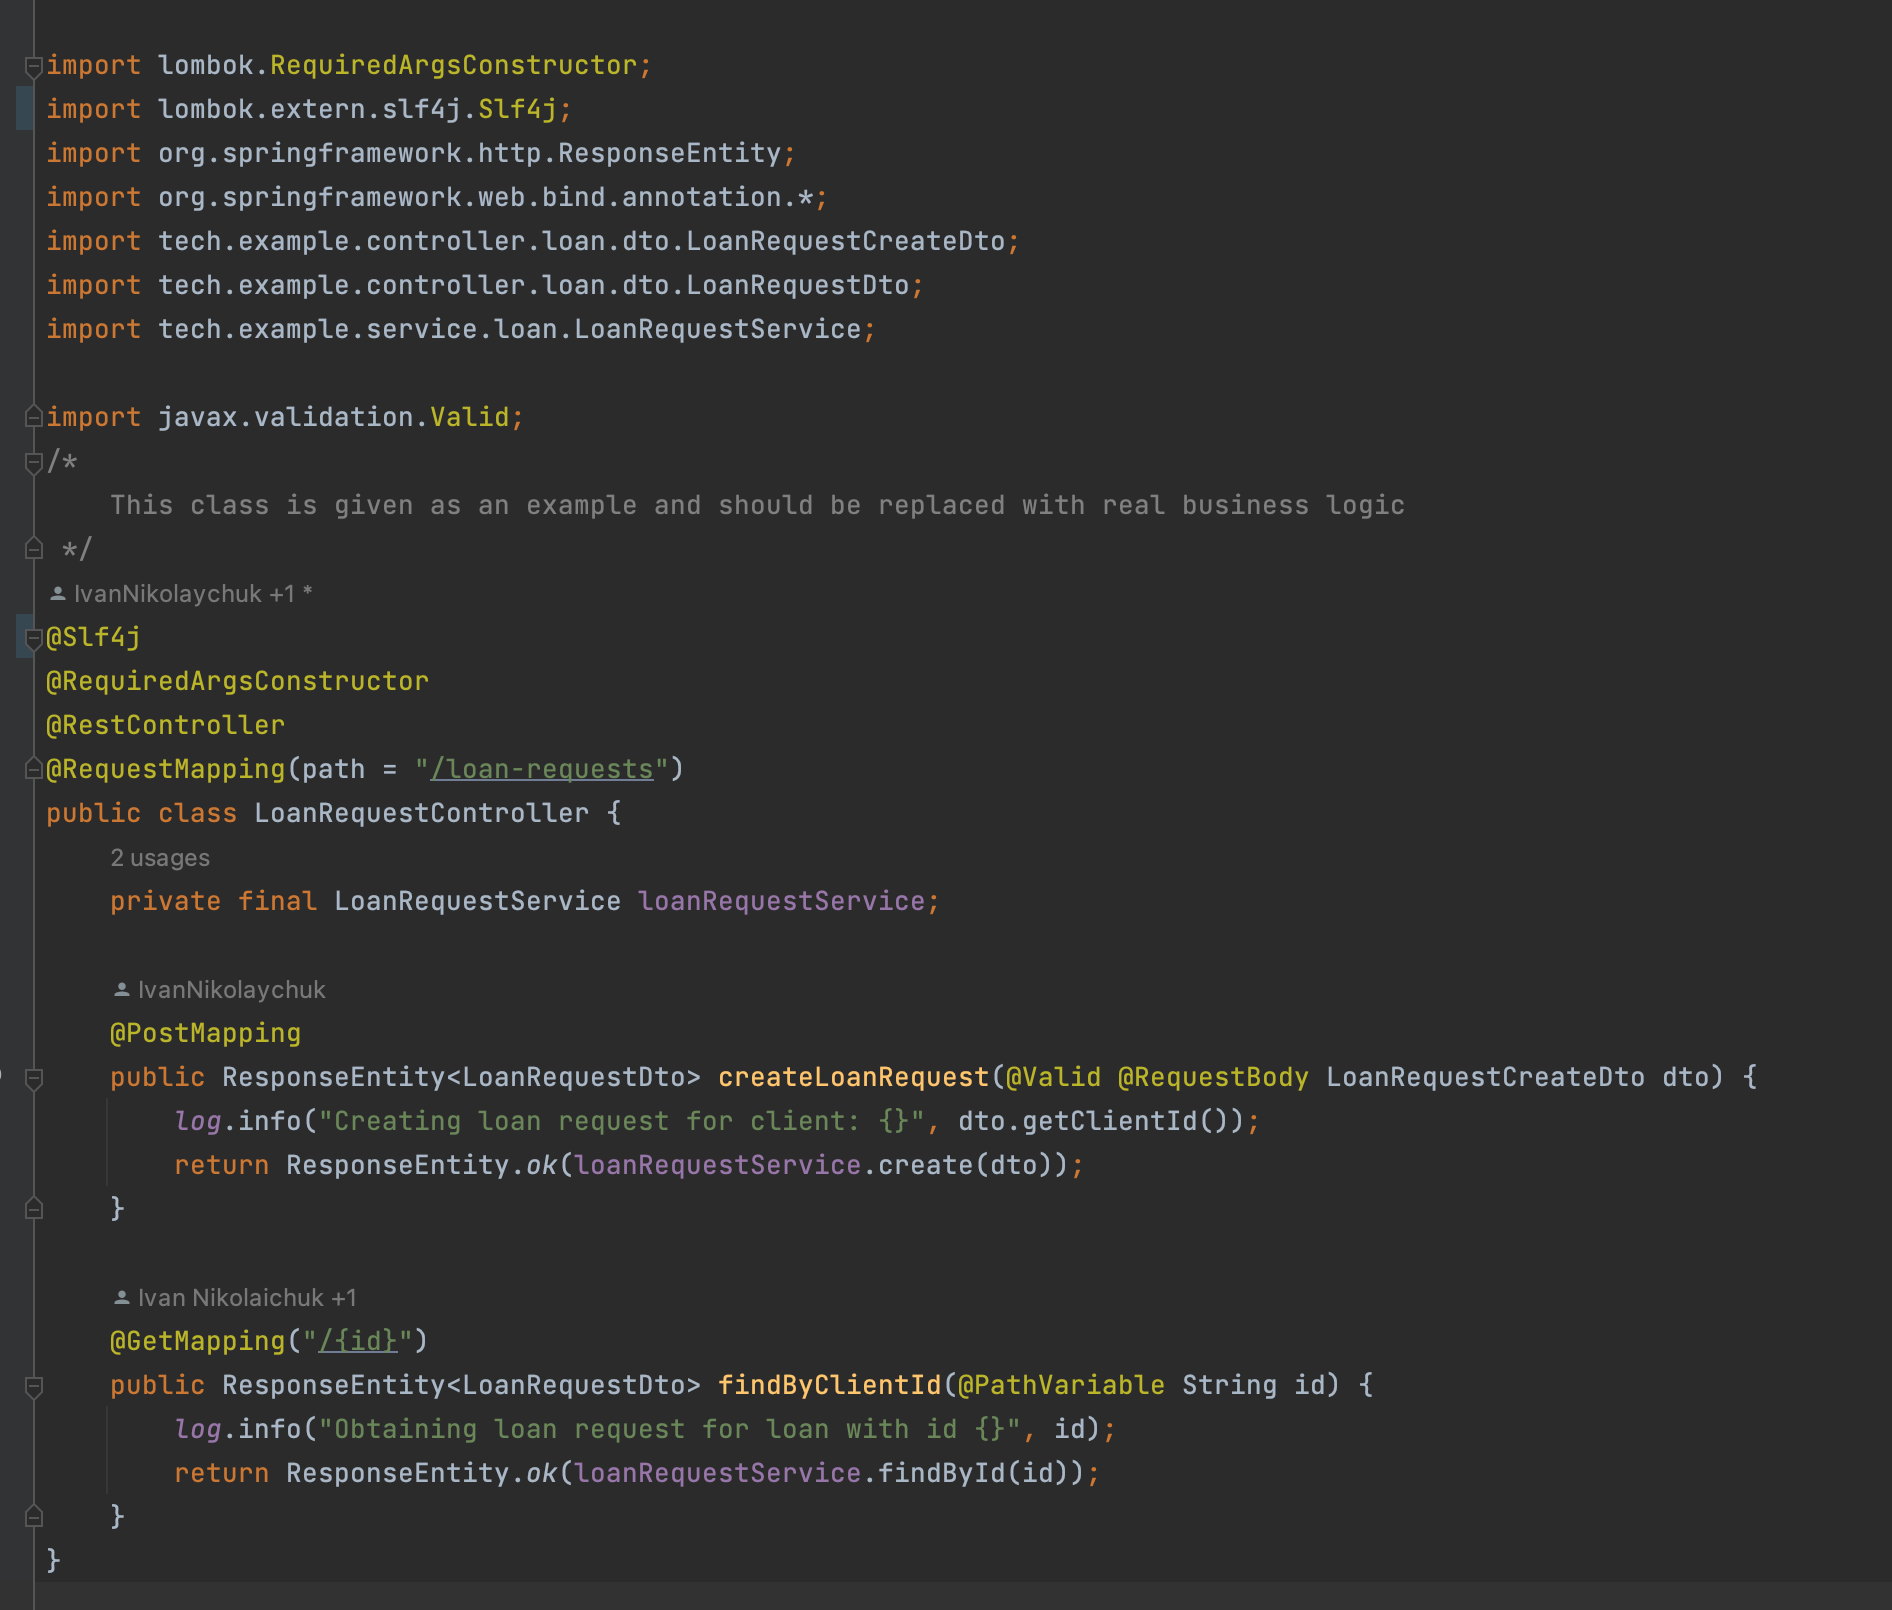 import lombok.RequiredArgsConstructor;
import lombok.extern.slf4j.Slf4j;
import org.springframework.http.ResponseEntity;
import org.springframework.web.bind.annotation.*;
import tech.example.controller.loan.dto.LoanRequestCreateDto;
import tech.example.controller.loan.dto.LoanRequestDto;
import tech.example.service.loan.LoanRequestService;

import javax.validation.Valid;
/*
    This class is given as an example and should be replaced with real business logic
 */
IvanNikolaychuk +1 *
@Slf4j
@RequiredArgsConstructor
@RestController
@RequestMapping(path = "/loan-requests")
public class LoanRequestController {
    2 usages
    private final LoanRequestService loanRequestService;

    IvanNikolaychuk
    @PostMapping
    public ResponseEntity<LoanRequestDto> createLoanRequest(@Valid @RequestBody LoanRequestCreateDto dto) {
        log.info("Creating loan request for client: {}", dto.getClientId());
        return ResponseEntity.ok(loanRequestService.create(dto));
    }

    Ivan Nikolaichuk +1
    @GetMapping("/{id}")
    public ResponseEntity<LoanRequestDto> findByClientId(@PathVariable String id) {
        log.info("Obtaining loan request for loan with id {}", id);
        return ResponseEntity.ok(loanRequestService.findById(id));
    }
}